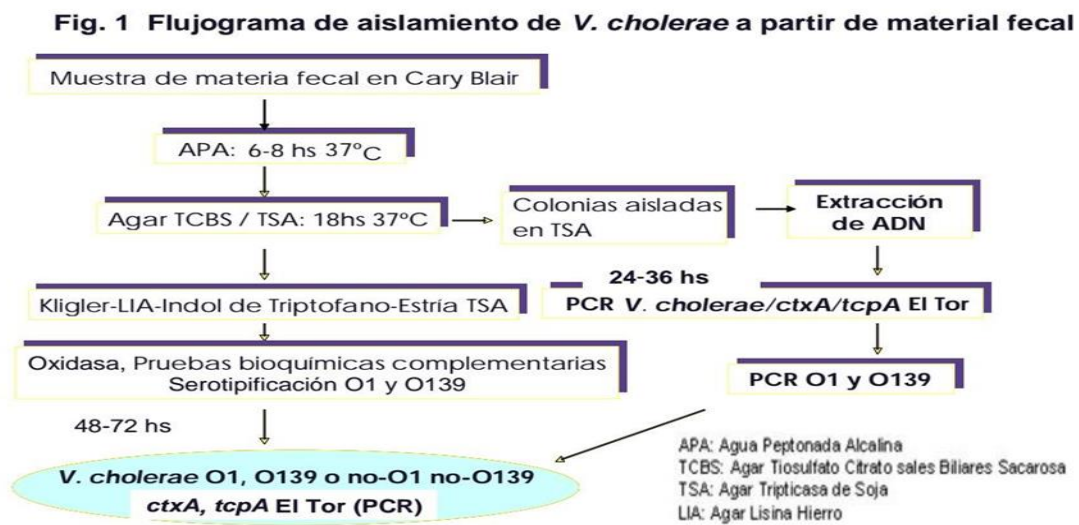 Fig. 1 Flujograma de aislamiento de V. cholerae a partir de material fecal
Muestra de materia fecal en Cary Blair
APA: 6-8 hs 37ºC
Agar TCBS / TSA: 18hs 37ºC
Colonias aisladas
en TSA
Extracción
de ADN
Kligler-LIA-Indol de Triptofano-Estría TSA
24-36 hs
PCR V. cholerae/ctxA/tcpA El Tor
Oxidasa, Pruebas bioquímicas complementarias
Serotipificación O1 y O139
PCR O1 y O139
48-72 hs
V. cholerae O1, O139 o no-O1 no-O139
ctxA, tcpA El Tor (PCR)
APA: Agua Peptonada Alcalina
TCBS: Agar Tiosulfato Citrato sales Biliares Sacarosa
TSA: Agar Tripticasa de Soja
LIA: Agar Lisina Hierro